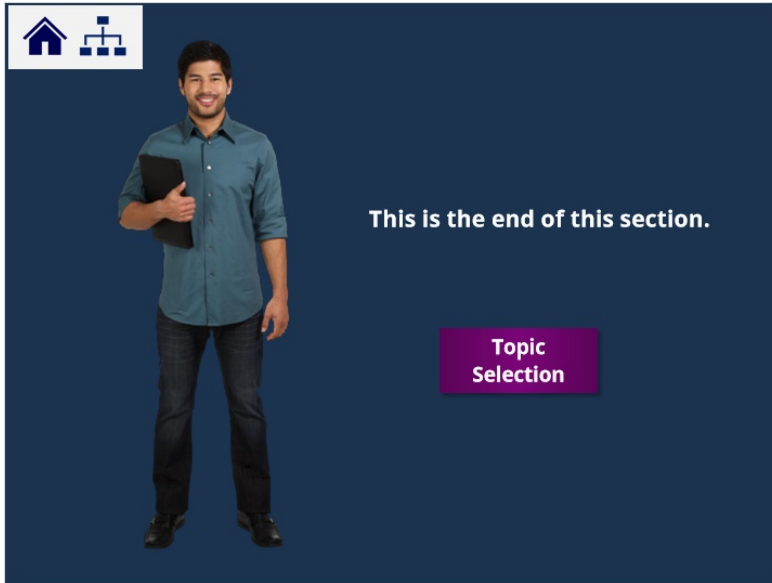 This is the end of this section.
Topic
Selection